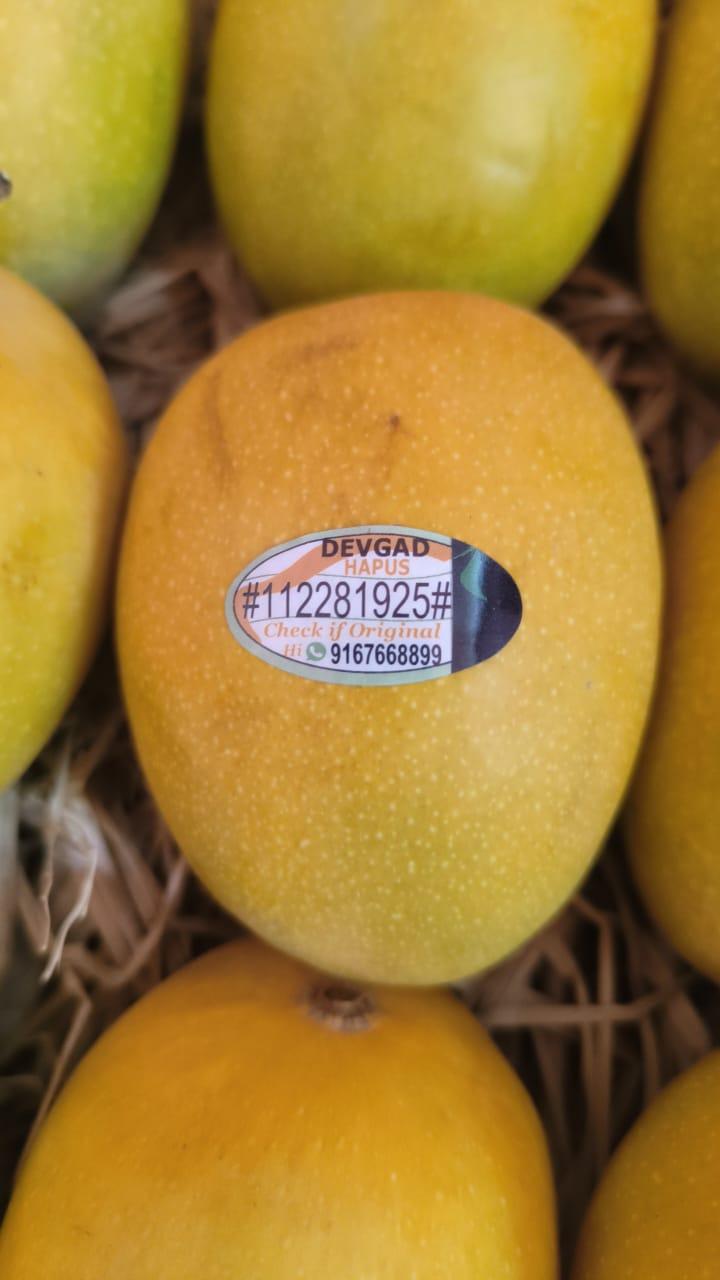 DEVGAD
HAPUS
#112281925#
Check if Original
Hi 9167668899